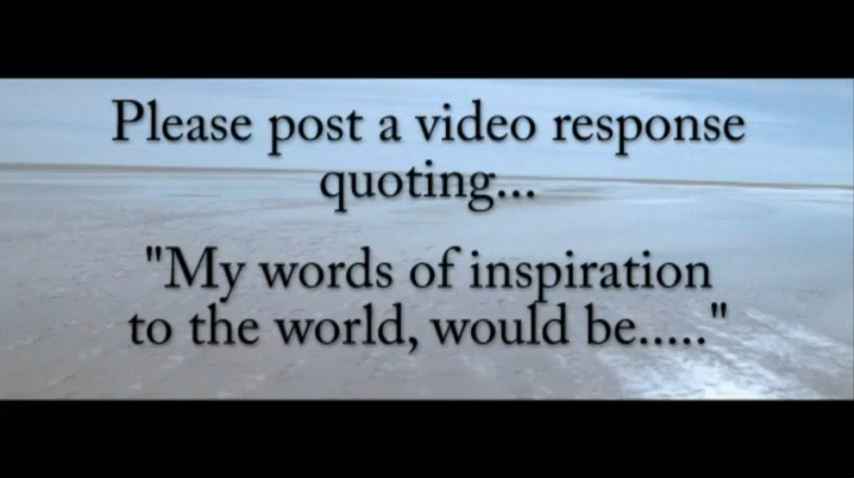 Please post a video response
quoting...
"My words of inspiration
to the world, would be....."